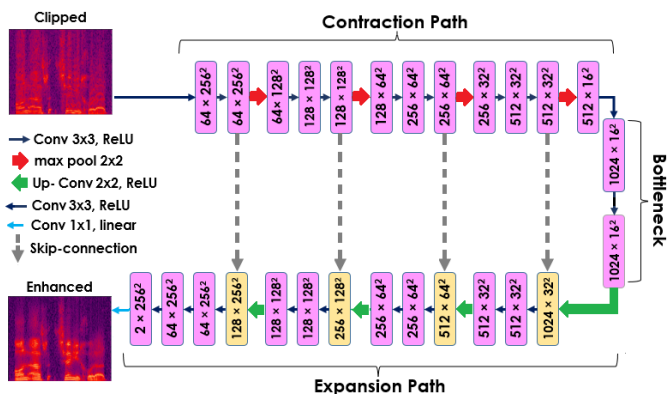 Clipped
Contraction Path
64 × 256²
64 × 256²
64 × 128²
128 × 128²
128 × 128²
128 × 64²
256 × 64²
256 × 64²
256 × 32²
512 × 32²
512 × 32²
512 × 16²
1024 × 16²
1024 × 16²
Bottleneck
Conv 3x3, ReLU
max pool 2x2
Up- Conv 2x2, ReLU
Conv 3x3, ReLU
Conv 1x1, linear
Skip-connection
Enhanced
2 × 256²
64 × 256²
64 × 256²
128 × 256²
128 × 128²
128 × 128²
256 × 128²
256 × 64²
256 × 64²
512 × 64²
512 × 32²
512 × 32²
1024 × 32²
Expansion Path